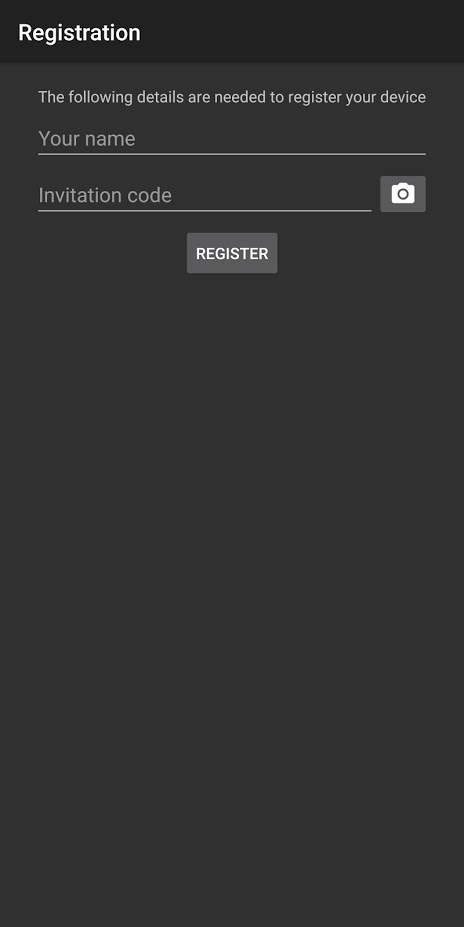 Registration
The following details are needed to register your device
Your name
Invitation code
REGISTER